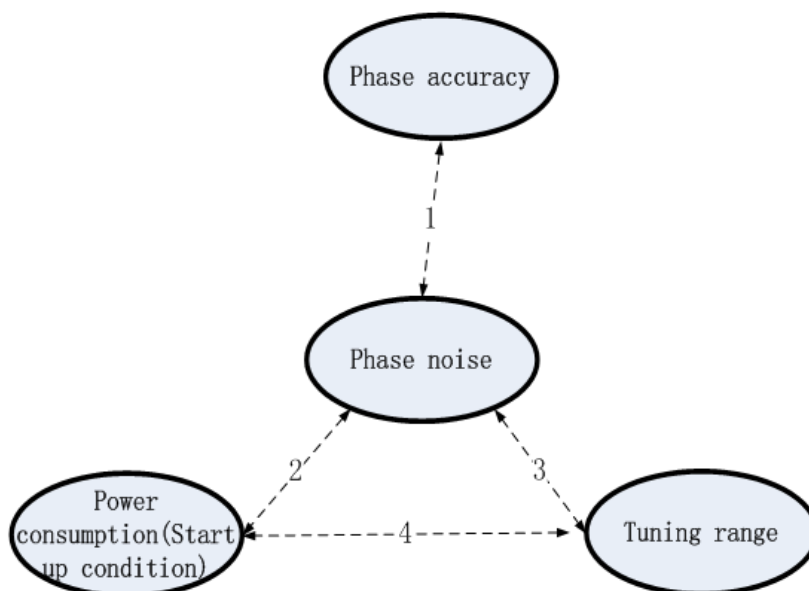 Phase accuracy
1
Phase noise
2
3
Power
consumption(Start
up condition)
4
Tuning range